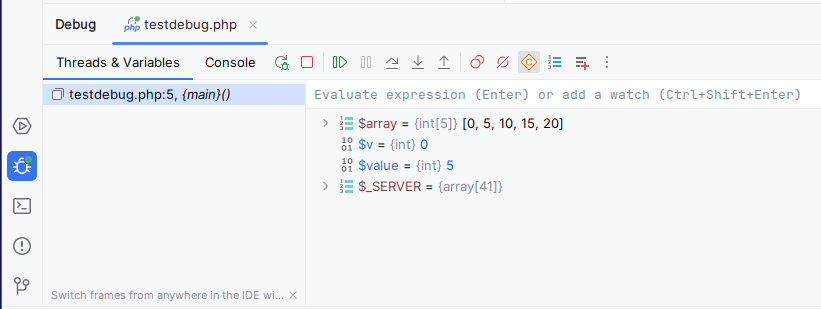 Debug testdebug.php
Threads & Variables Console
testdebug.php:5, {main}()
Evaluate expression (Enter) or add a watch (Ctrl+Shift+Enter)
$array = {int[5]} [0, 5, 10, 15, 20]
$v = {int} 0
$value = {int} 5
$_SERVER = {array[41]}
Switch frames from anywhere in the IDE wi...